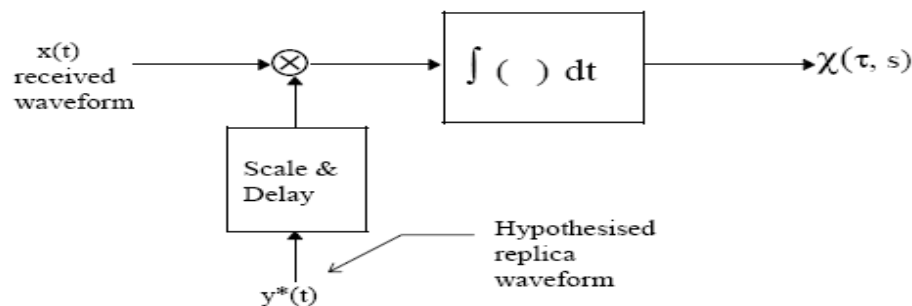 x(t)
received
waveform
∫ ( ) dt
χ(τ, s)
Scale &
Delay
Hypothesised
replica
waveform
y*(t)